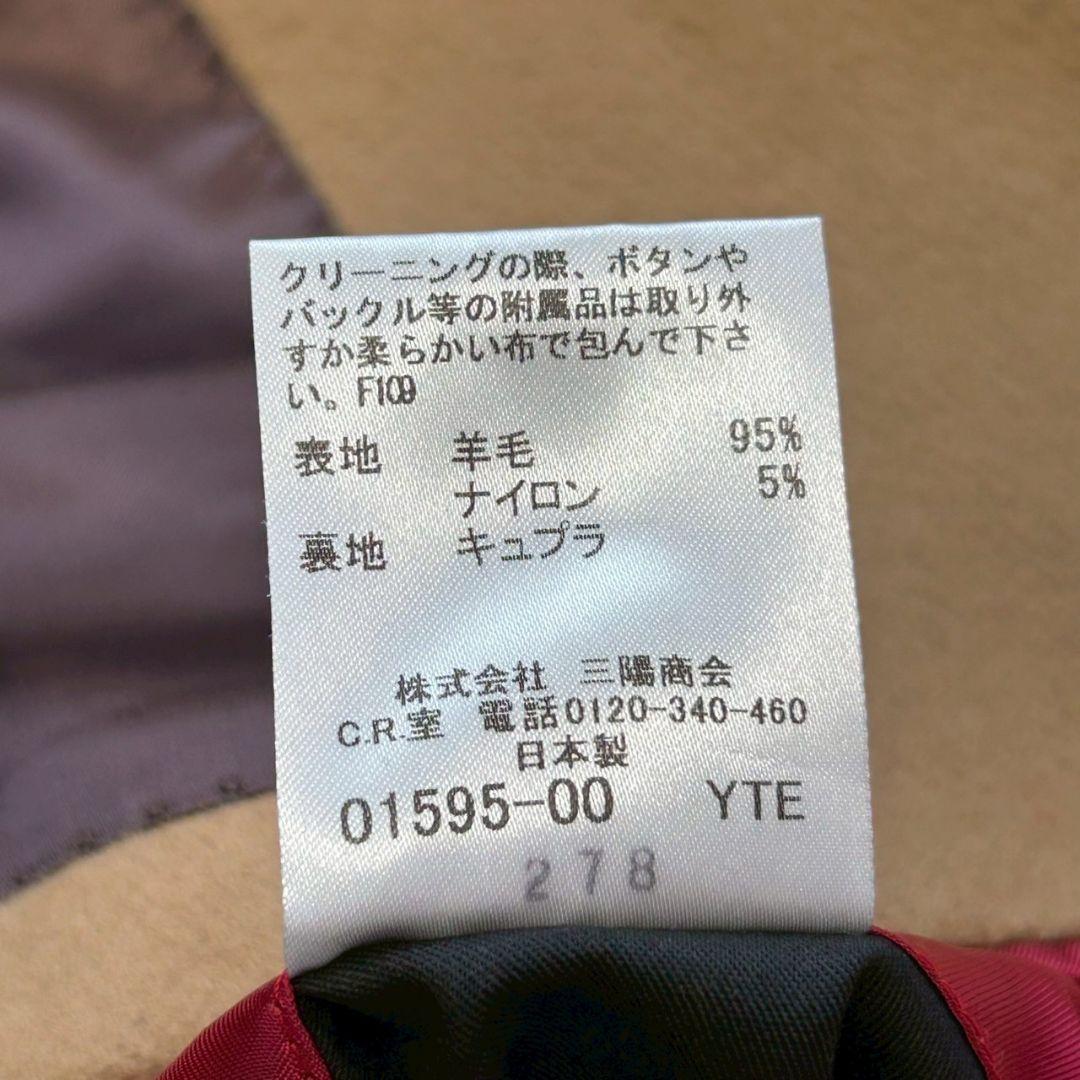 クリーニングの際、ボタンや
バックル等の附属品は取り外
すか柔らかい布で包んで下さ
い。F109
表地 羊毛 95%
ナイロン 5%
裏地 キュプラ
株式会社 三陽商会
C.R.室 電話0120-340-460
日本製
01595-00 YTE
278